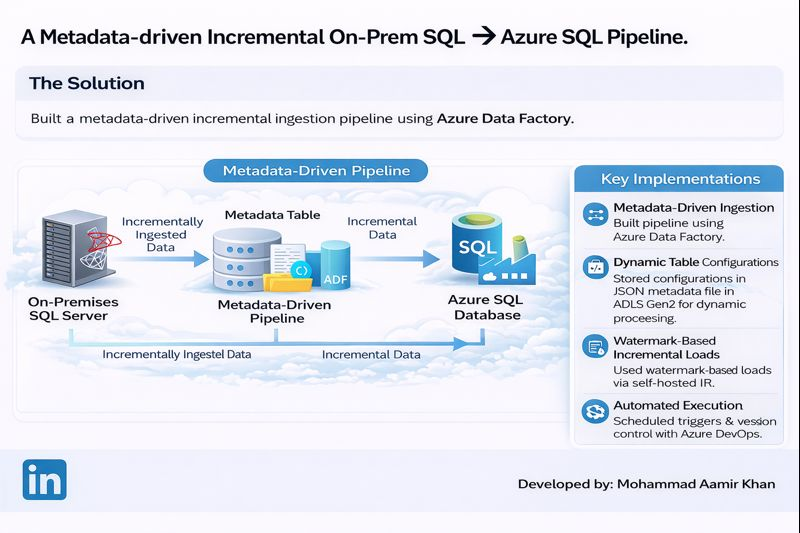 A Metadata-driven Incremental On-Prem SQL → Azure SQL Pipeline.
The Solution
Built a metadata-driven incremental ingestion pipeline using Azure Data Factory.
Metadata-Driven Pipeline
Incrementally
Ingested
Data
Metadata Table
Incremental
Data
ADF
SQL
On-Premises
SQL Server
Metadata-Driven
Pipeline
Azure SQL
Database
Incrementally Ingestel Data
Incremental Data
Key Implementations
Metadata-Driven Ingestion
Built pipeline using
Azure Data Factory.
Dynamic Table Configurations
Stored configurations in
JSON metadata file in
ADLS Gen2 for dynamic
proceesing.
Watermark-Based
Incremental Loads
Used watermark-based loads
via self-hosted IR.
Automated Execution
Scheduled triggers & vession
control with Azure DevOps.
in
Developed by: Mohammad Aamir Khan